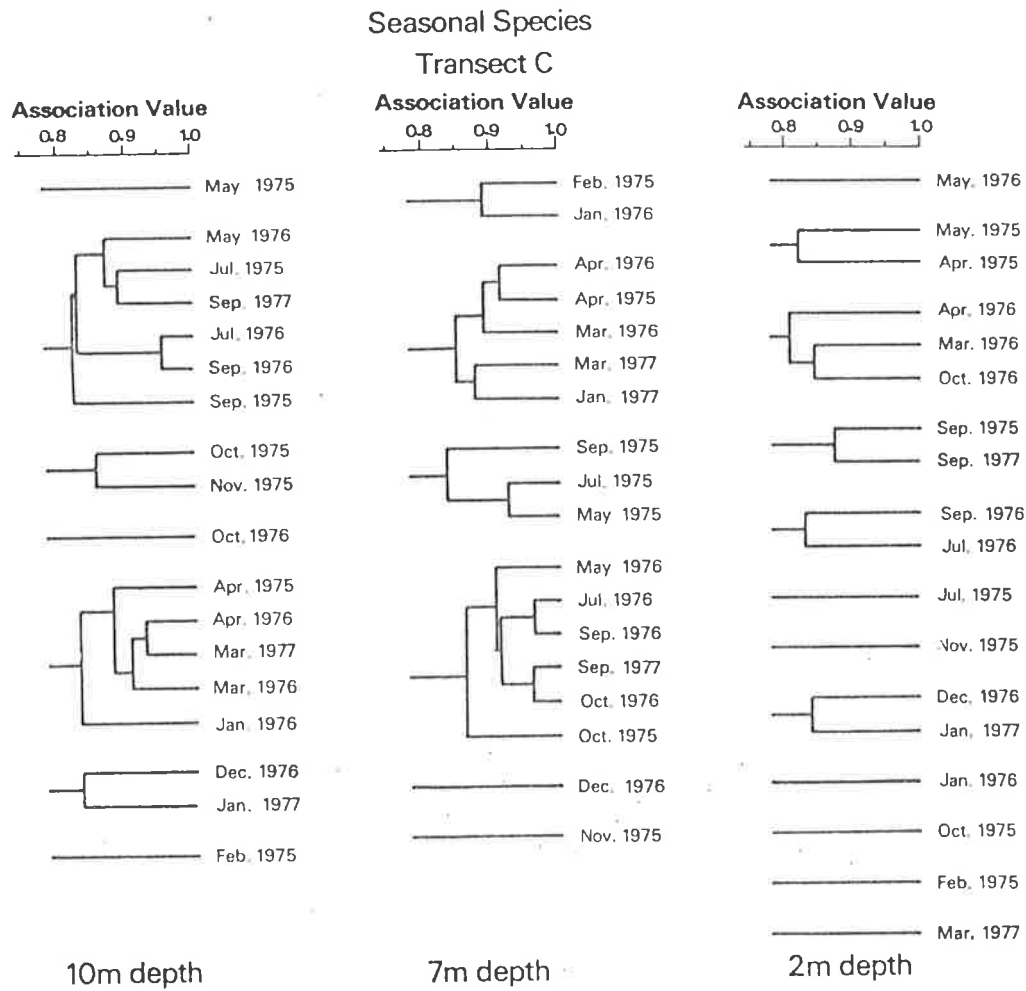 Seasonal Species
Transect C
Association Value
0.8 0.9 1.0
May 1975
May 1976
Jul. 1975
Sep. 1977
Jul. 1976
Sep. 1976
Sep. 1975
Oct. 1975
Nov. 1975
Oct. 1976
Apr. 1975
Apr. 1976
Mar. 1977
Mar. 1976
Jan. 1976
Dec. 1976
Jan. 1977
Feb. 1975
10m depth
Association Value
0.8 0.9 1.0
Feb. 1975
Jan. 1976
Apr. 1976
Apr. 1975
Mar. 1976
Mar. 1977
Jan. 1977
Sep. 1975
Jul. 1975
May 1975
May 1976
Jul. 1976
Sep. 1976
Sep. 1977
Oct. 1976
Oct. 1975
Dec. 1976
Nov. 1975
7m depth
Association Value
0.8 0.9 1.0
May. 1976
May. 1975
Apr. 1975
Apr. 1976
Mar. 1976
Oct. 1976
Sep. 1975
Sep. 1977
Sep. 1976
Jul. 1976
Jul. 1975
Nov. 1975
Dec. 1976
Jan. 1977
Jan. 1976
Oct. 1975
Feb. 1975
Mar. 1977
2m depth